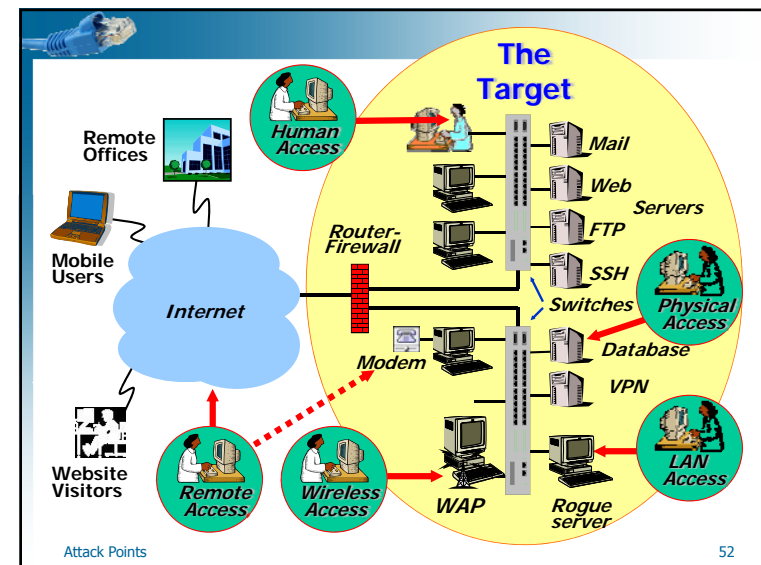 The
Target
Human
Access
Remote
Offices
Mail
Web
Servers
FTP
SSH
Router-
Firewall
Mobile
Users
Internet
Switches
Physical
Access
Modem
Database
VPN
Website
Visitors
Remote
Access
Wireless
Access
WAP
Rogue
server
LAN
Access
Attack Points
52